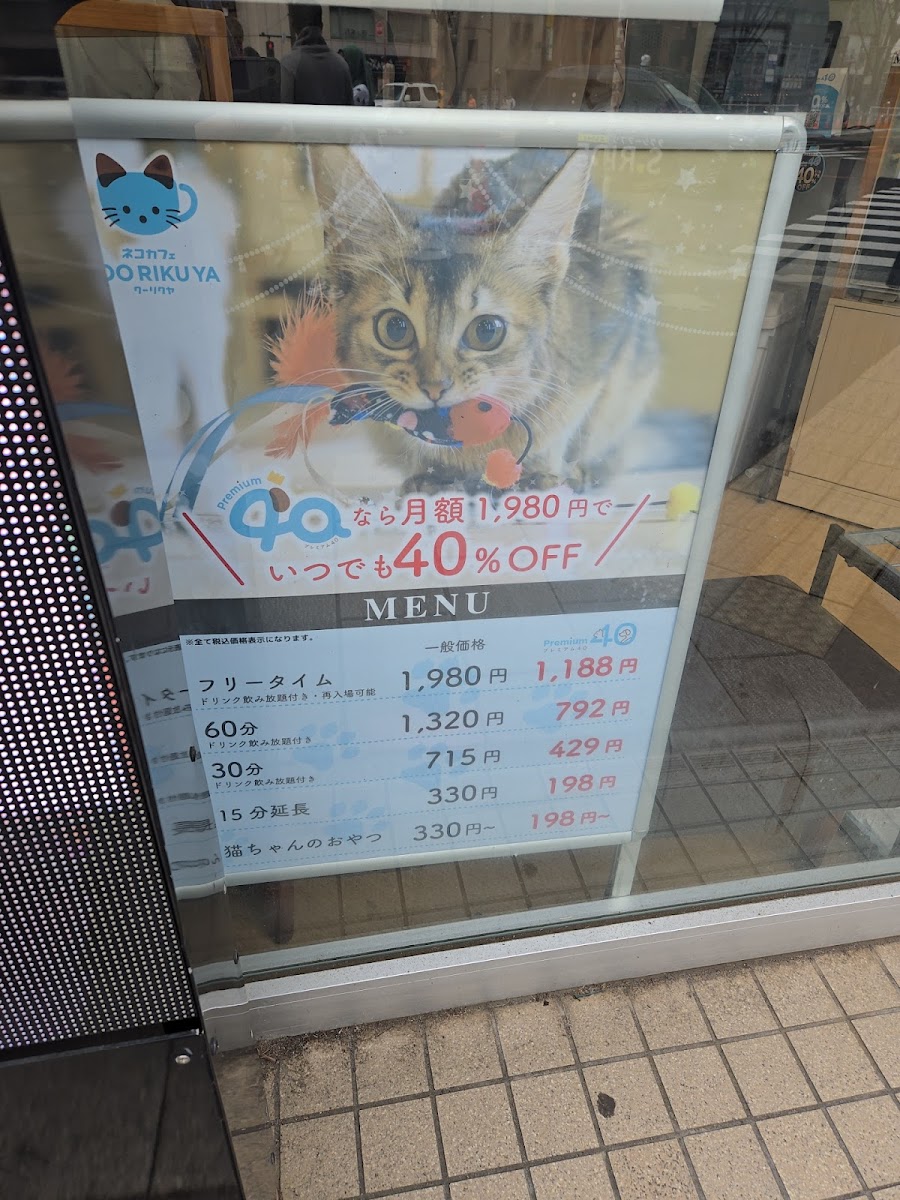 ネコカフェ
OORIKUYA
クーリクヤ
Premium
40
プレミアム40
なら月額1,980円で
いつでも40%OFF
MENU
※全て税込価格表示になります。
一般価格
Premium 40
プレミアム40
フリータイム 1,980円 1,188円
ドリンク飲み放題付き・再入場可能
60分 1,320円 792円
ドリンク飲み放題付き
30分 715円 429円
ドリンク飲み放題付き
15分延長 330円 198円
猫ちゃんのおやつ 330円~ 198円~